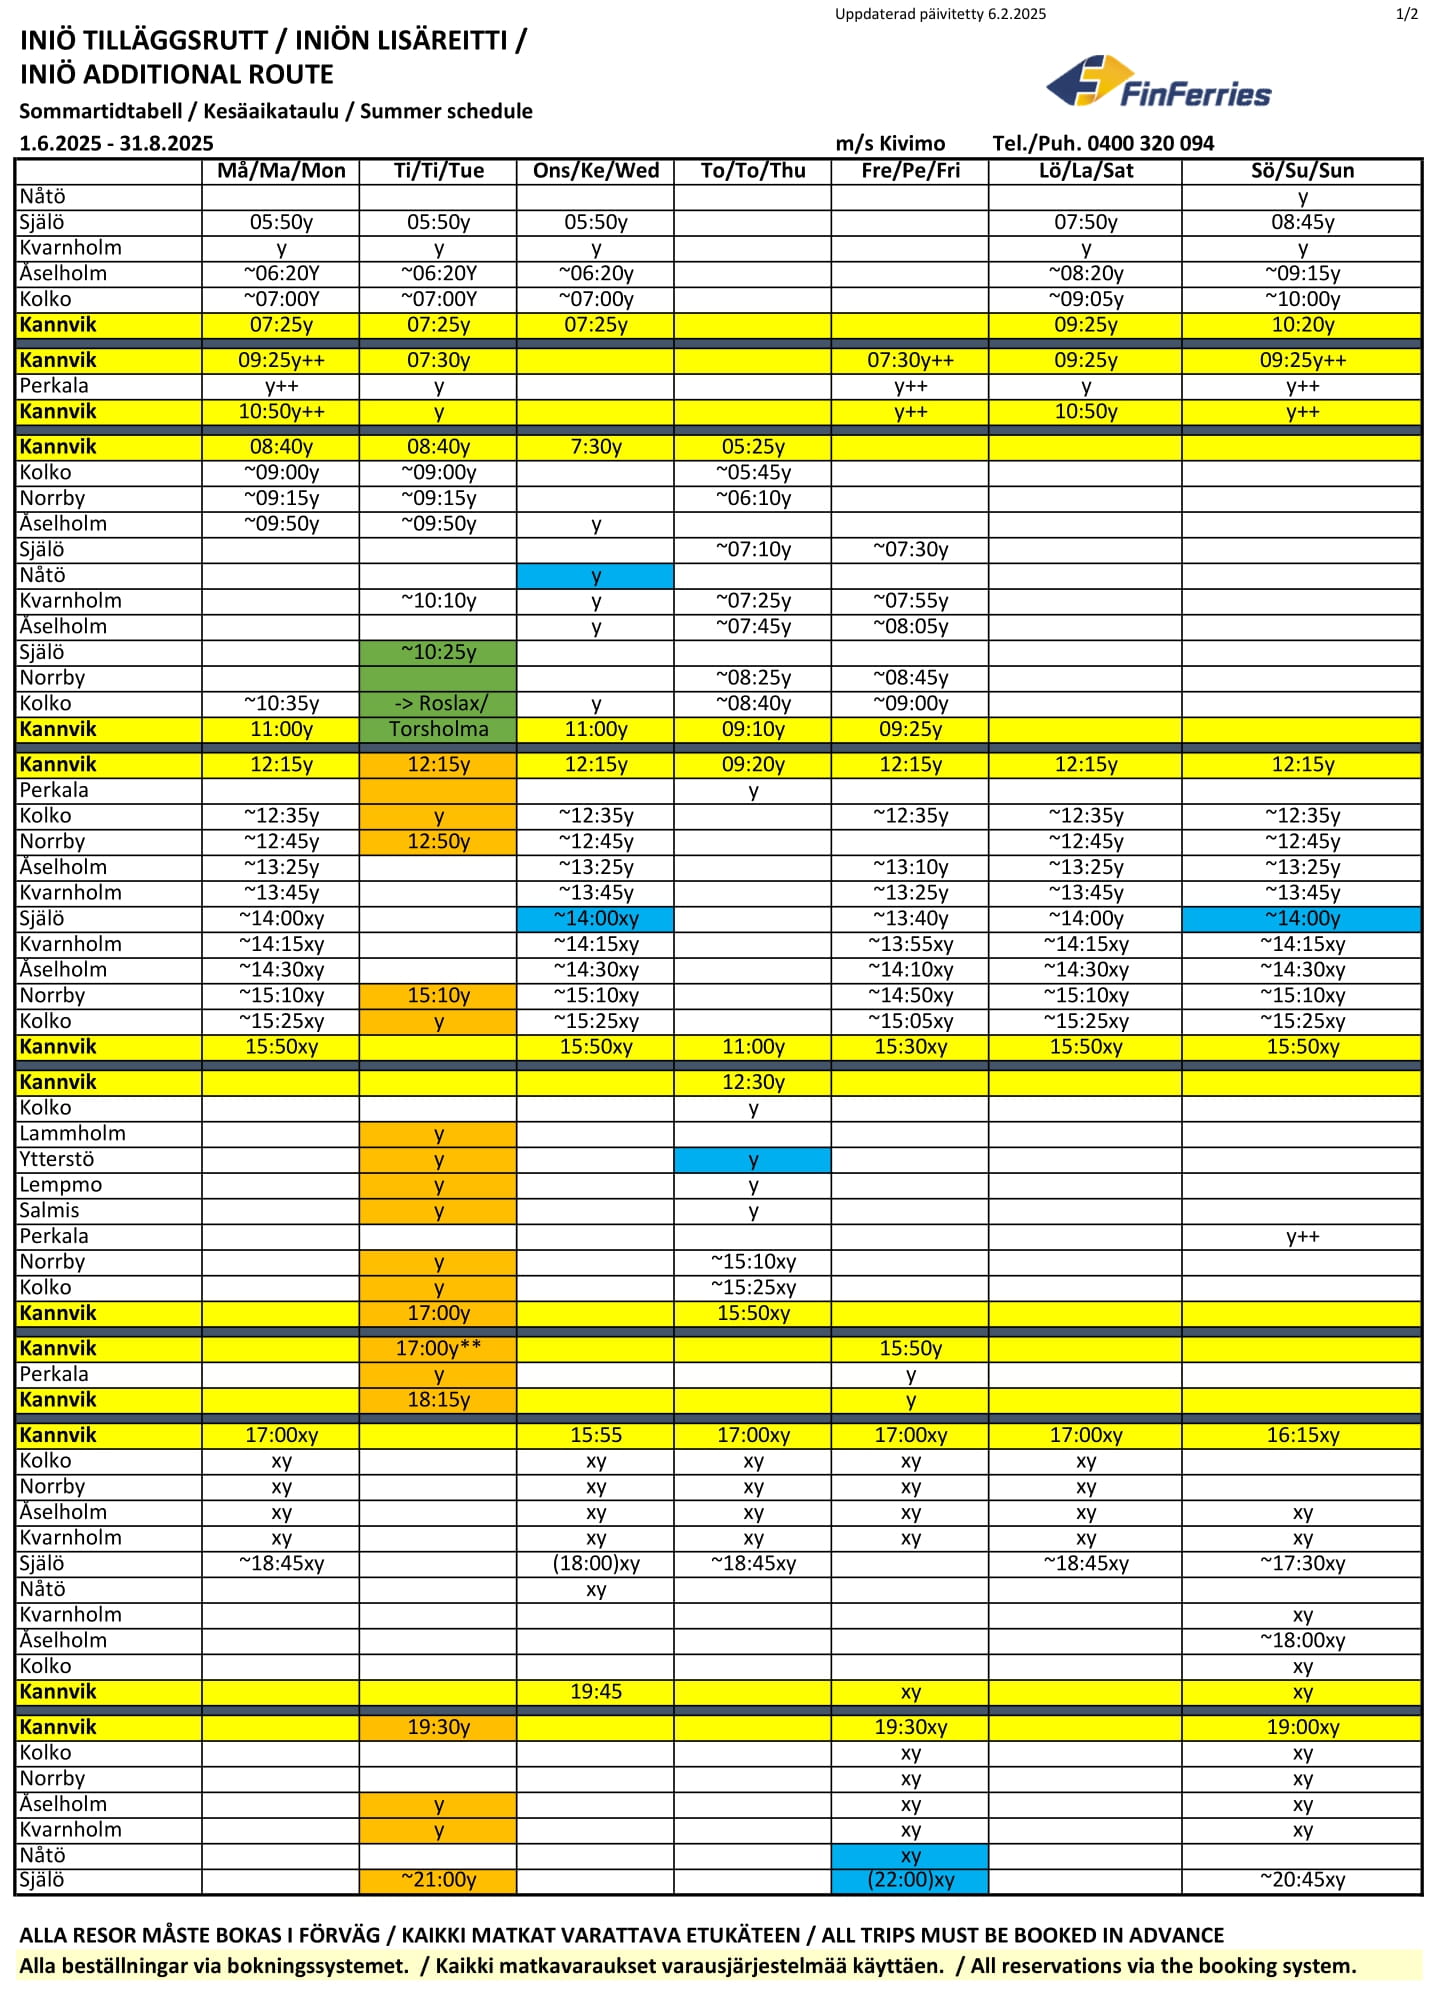 Uppdaterad päivitetty 6.2.2025 1/2
INIÖ TILLÄGGSRUTT / INIÖN LISÄREITTI /
INIÖ ADDITIONAL ROUTE
FinFerries
Sommartidtabell / Kesäaikataulu / Summer schedule
1.6.2025 - 31.8.2025 m/s Kivimo Tel./Puh. 0400 320 094
Må/Ma/Mon Ti/Ti/Tue Ons/Ke/Wed To/To/Thu Fre/Pe/Fri Lö/La/Sat Sö/Su/Sun
Nåtö y
Själö 05:50y 05:50y 05:50y 07:50y 08:45y
Kvarnholm y y y y y
Åselholm ~06:20Y ~06:20Y ~06:20y ~08:20y ~09:15y
Kolko ~07:00Y ~07:00Y ~07:00y ~09:05y ~10:00y
Kannvik 07:25y 07:25y 07:25y 09:25y 10:20y
Kannvik 09:25y++ 07:30y 07:30y++ 09:25y 09:25y++
Perkala y++ y y++ y y++
Kannvik 10:50y++ y y++ 10:50y y++
Kannvik 08:40y 08:40y 7:30y 05:25y
Kolko ~09:00y ~09:00y ~05:45y
Norrby ~09:15y ~09:15y ~06:10y
Åselholm ~09:50y ~09:50y y
Själö ~07:10y ~07:30y
Nåtö y
Kvarnholm ~10:10y y ~07:25y ~07:55y
Åselholm y ~07:45y ~08:05y
Själö ~10:25y
Norrby ~08:25y ~08:45y
Kolko ~10:35y -> Roslax/ y ~08:40y ~09:00y
Kannvik 11:00y Torsholma 11:00y 09:10y 09:25y
Kannvik 12:15y 12:15y 12:15y 09:20y 12:15y 12:15y 12:15y
Perkala y
Kolko ~12:35y y ~12:35y ~12:35y ~12:35y ~12:35y
Norrby ~12:45y 12:50y ~12:45y ~12:45y ~12:45y
Åselholm ~13:25y ~13:25y ~13:10y ~13:25y ~13:25y
Kvarnholm ~13:45y ~13:45y ~13:25y ~13:45y ~13:45y
Själö ~14:00xy ~14:00xy ~13:40y ~14:00y ~14:00y
Kvarnholm ~14:15xy ~14:15xy ~13:55xy ~14:15xy ~14:15xy
Åselholm ~14:30xy ~14:30xy ~14:10xy ~14:30xy ~14:30xy
Norrby ~15:10xy 15:10y ~15:10xy ~14:50xy ~15:10xy ~15:10xy
Kolko ~15:25xy y ~15:25xy ~15:05xy ~15:25xy ~15:25xy
Kannvik 15:50xy 15:50xy 11:00y 15:30xy 15:50xy 15:50xy
Kannvik 12:30y
Kolko y
Lammholm y
Ytterstö y y
Lempmo y y
Salmis y y
Perkala y++
Norrby y ~15:10xy
Kolko y ~15:25xy
Kannvik 17:00y 15:50xy
Kannvik 17:00y** 15:50y
Perkala y y
Kannvik 18:15y y
Kannvik 17:00xy 15:55 17:00xy 17:00xy 17:00xy 16:15xy
Kolko xy xy xy xy xy
Norrby xy xy xy xy xy
Åselholm xy xy xy xy xy xy
Kvarnholm xy xy xy xy xy xy
Själö ~18:45xy (18:00)xy ~18:45xy ~18:45xy ~17:30xy
Nåtö xy
Kvarnholm xy
Åselholm ~18:00xy
Kolko xy
Kannvik 19:45 xy xy
Kannvik 19:30y 19:30xy 19:00xy
Kolko xy xy
Norrby xy xy
Åselholm y xy xy
Kvarnholm y xy xy
Nåtö xy
Själö ~21:00y (22:00)xy ~20:45xy
ALLA RESOR MÅSTE BOKAS I FÖRVÄG / KAIKKI MATKAT VARATTAVA ETUKÄTEEN / ALL TRIPS MUST BE BOOKED IN ADVANCE
Alla beställningar via bokningssystemet. / Kaikki matkavaraukset varausjärjestelmää käyttäen. / All reservations via the booking system.